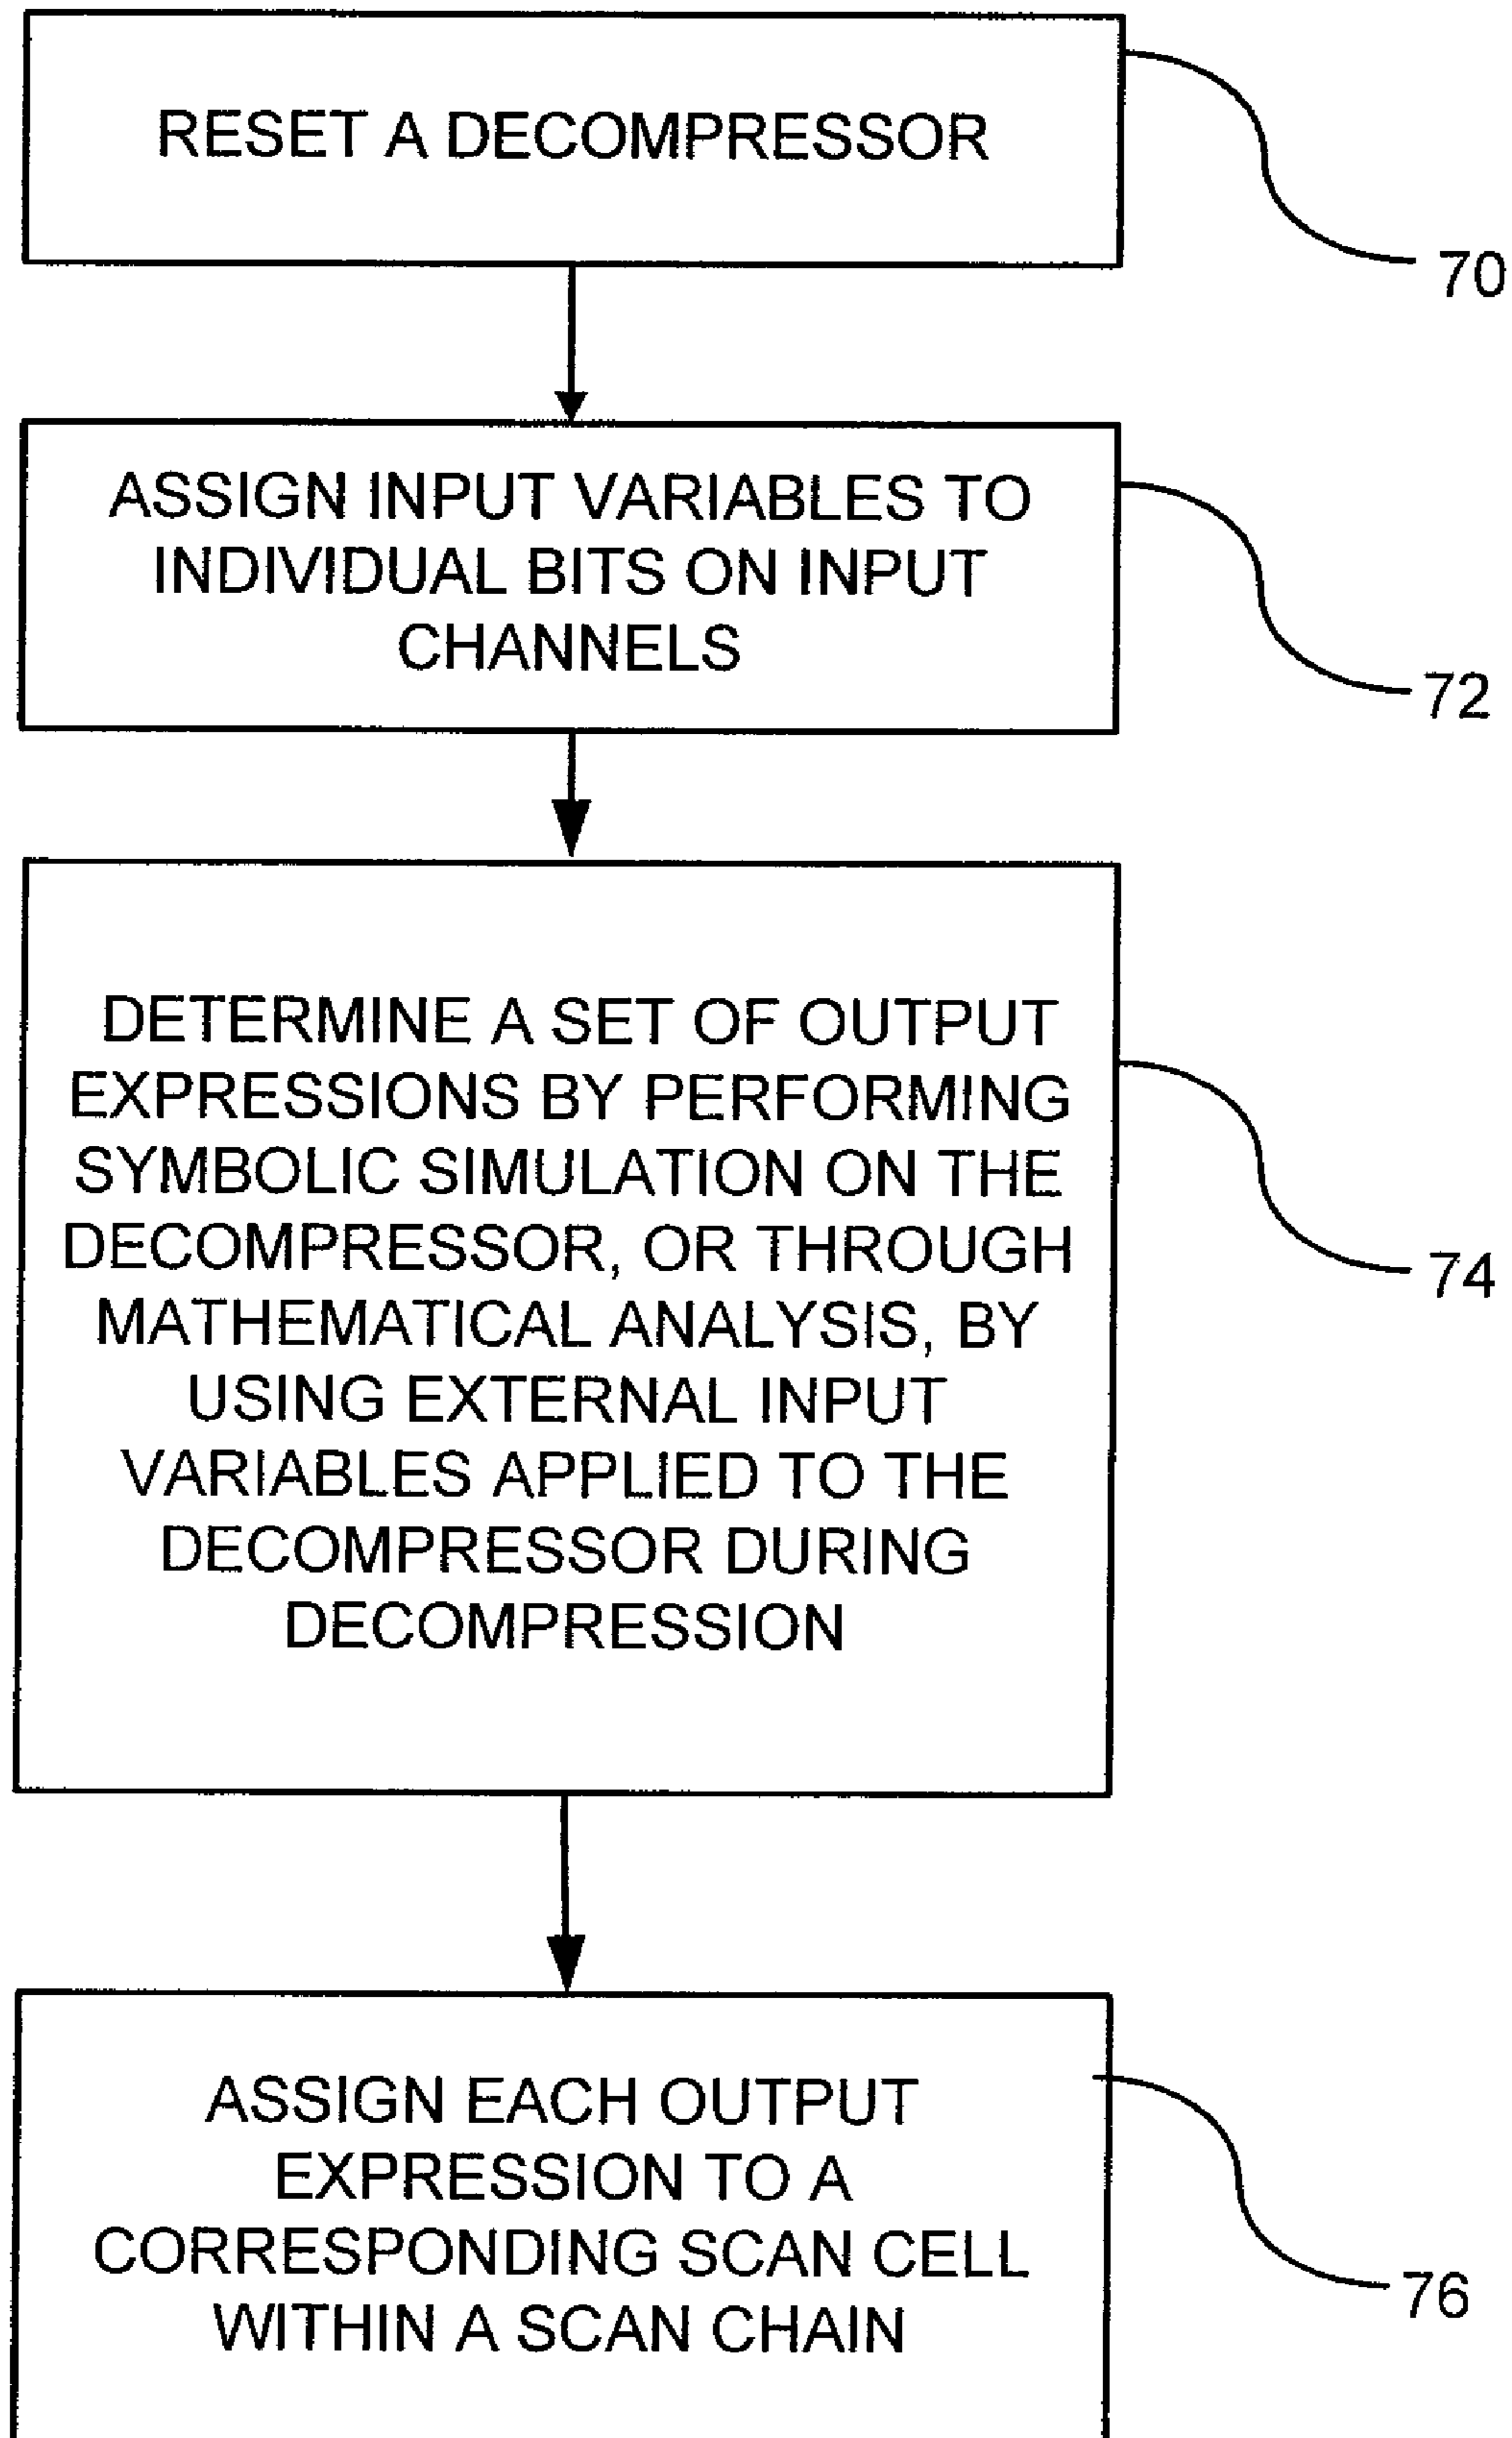 RESET A DECOMPRESSOR
70
ASSIGN INPUT VARIABLES TO
INDIVIDUAL BITS ON INPUT
CHANNELS
72
DETERMINE A SET OF OUTPUT
EXPRESSIONS BY PERFORMING
SYMBOLIC SIMULATION ON THE
DECOMPRESSOR, OR THROUGH
MATHEMATICAL ANALYSIS, BY
USING EXTERNAL INPUT
VARIABLES APPLIED TO THE
DECOMPRESSOR DURING
DECOMPRESSION
74
ASSIGN EACH OUTPUT
EXPRESSION TO A
CORRESPONDING SCAN CELL
WITHIN A SCAN CHAIN
76